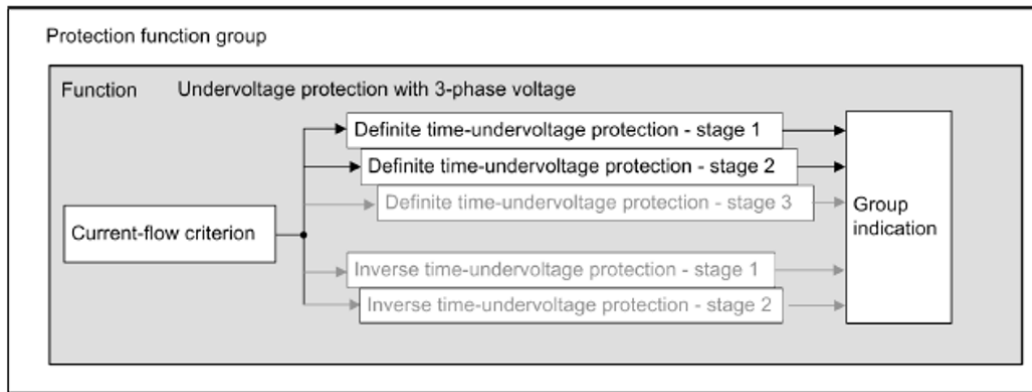 Protection function group
Function Undervoltage protection with 3-phase voltage
Definite time-undervoltage protection - stage 1
Definite time-undervoltage protection - stage 2
Definite time-undervoltage protection - stage 3
Current-flow criterion
Group
indication
Inverse time-undervoltage protection - stage 1
Inverse time-undervoltage protection - stage 2